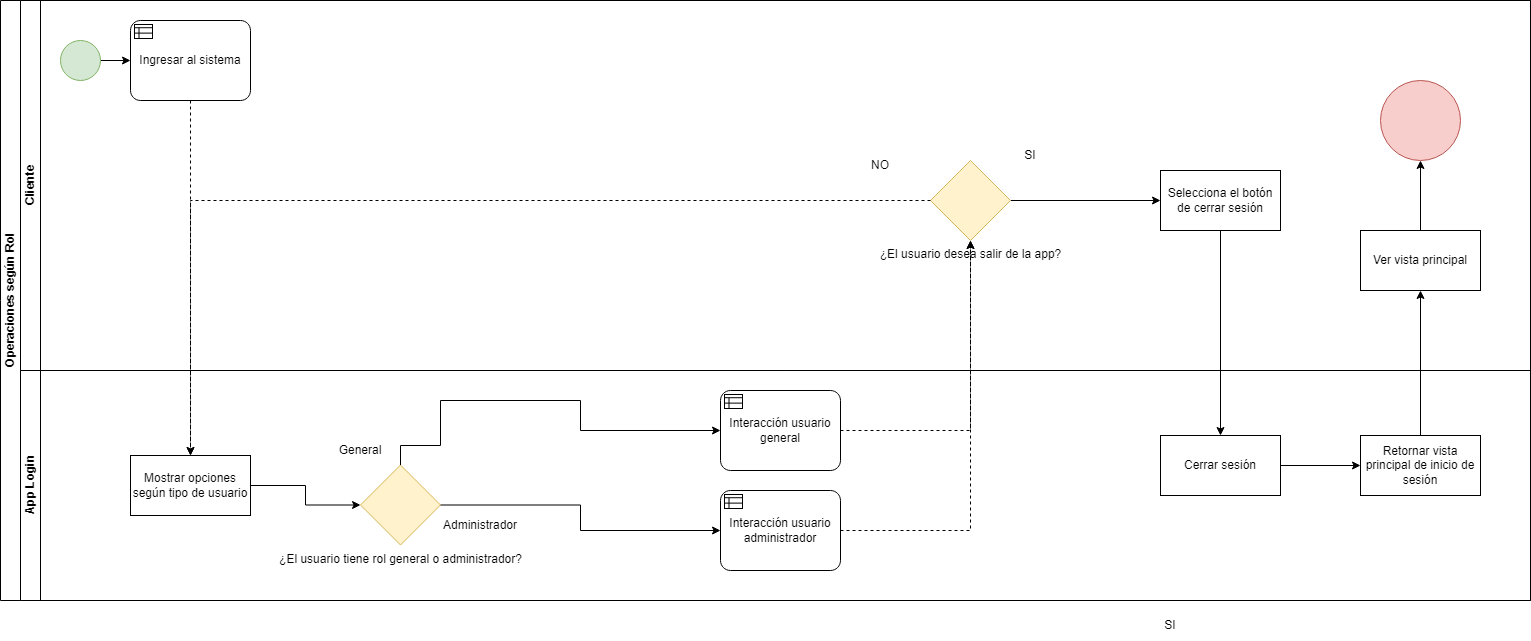 Operaciones según Rol
Cliente
Ingresar al sistema
NO
SI
¿El usuario desea salir de la app?
Selecciona el botón
de cerrar sesión
Ver vista principal
App Login
Mostrar opciones
según tipo de usuario
General
Administrador
¿El usuario tiene rol general o administrador?
Interacción usuario
general
Interacción usuario
administrador
Cerrar sesión
Retornar vista
principal de inicio de
sesión
SI